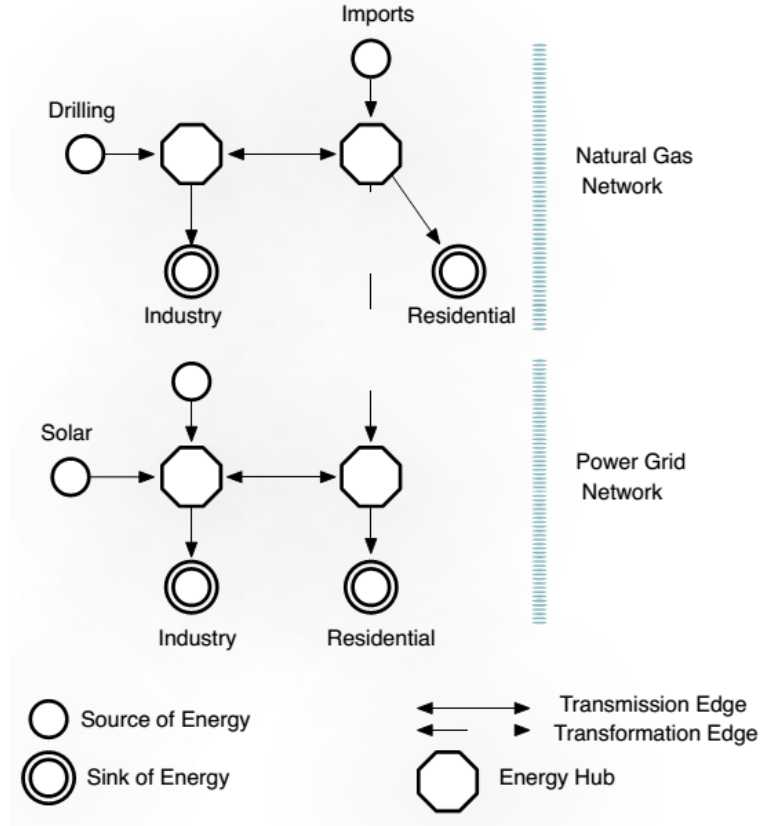 Imports
Drilling
Natural Gas
Network
Industry
Residential
Solar
Power Grid
Network
Industry
Residential
Source of Energy
Transmission Edge
Transformation Edge
Sink of Energy
Energy Hub